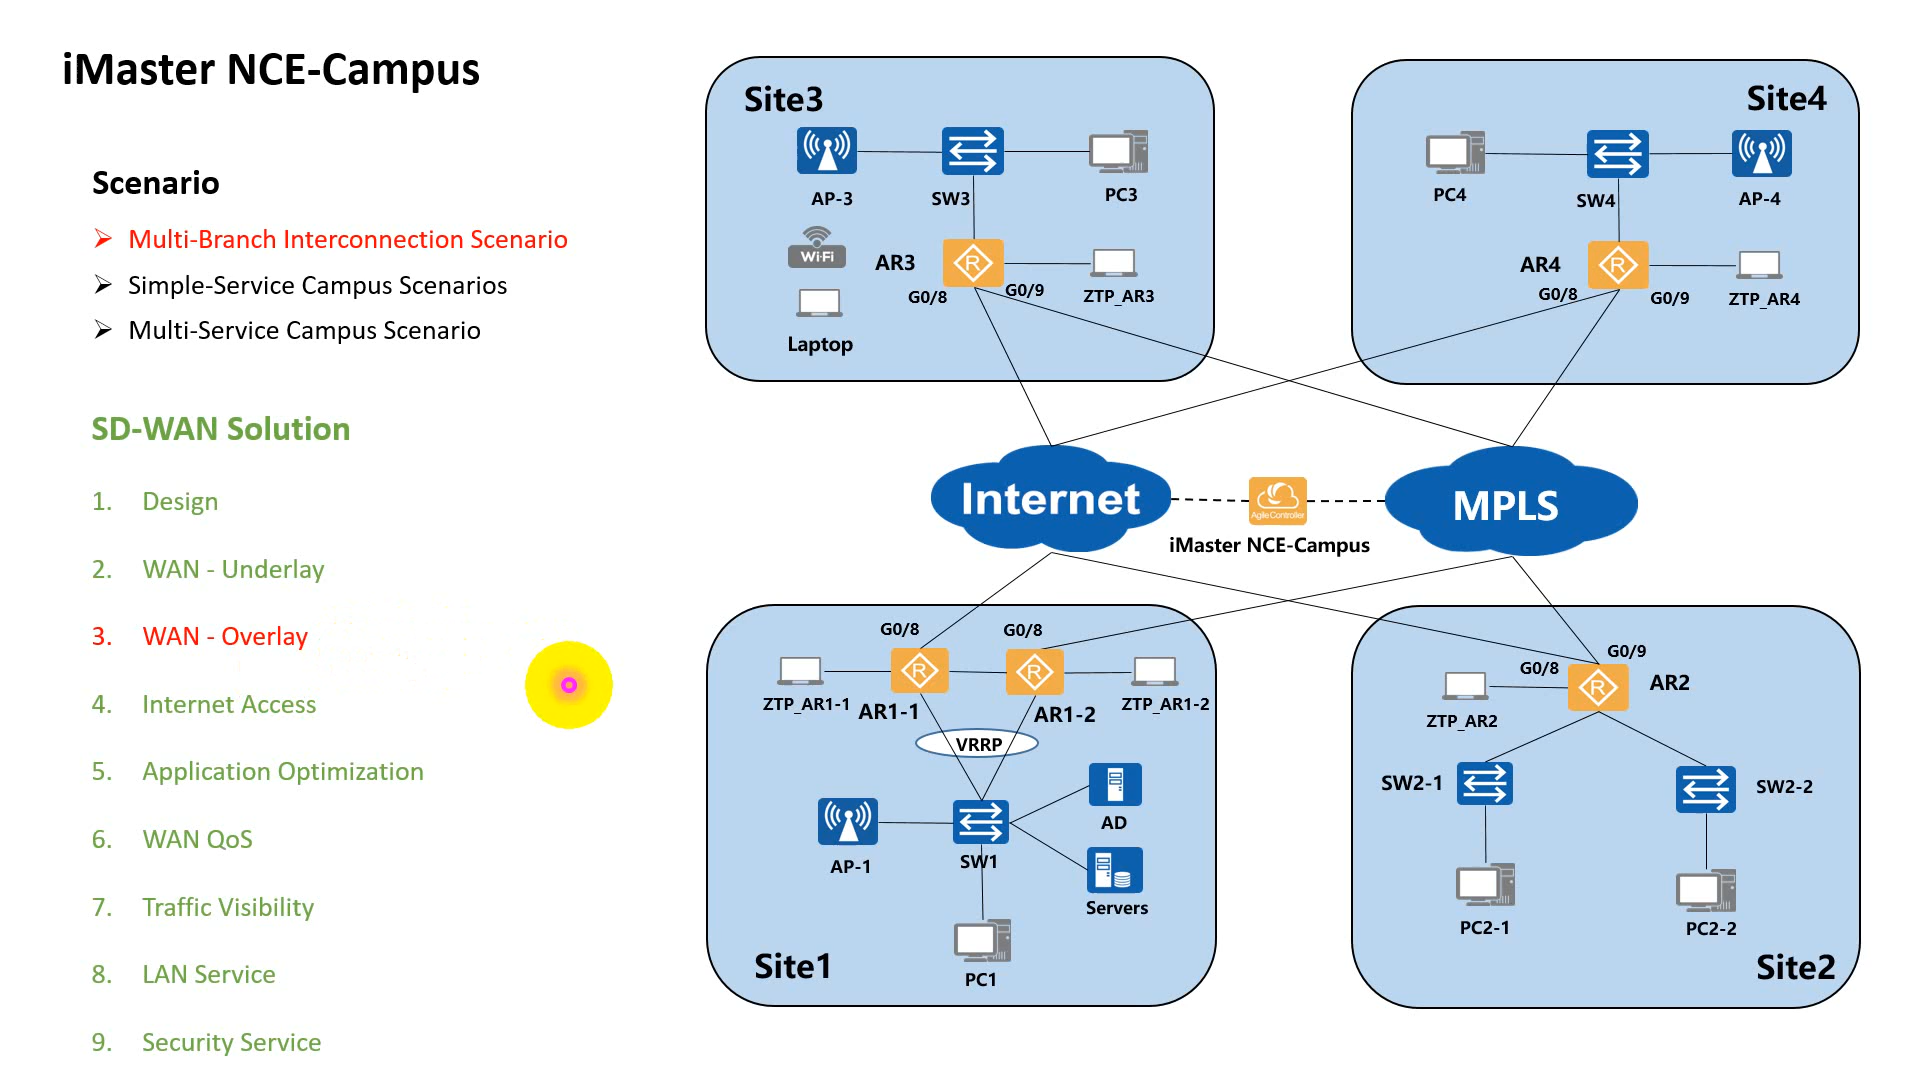 iMaster NCE-Campus
Scenario
Multi-Branch Interconnection Scenario
Simple-Service Campus Scenarios
Multi-Service Campus Scenario
SD-WAN Solution
1. Design
2. WAN - Underlay
3. WAN - Overlay
4. Internet Access
5. Application Optimization
6. WAN QoS
7. Traffic Visibility
8. LAN Service
9. Security Service
Site3
AP-3
SW3
PC3
Wi-Fi
AR3
R
G0/8
G0/9
ZTP_AR3
Laptop
Site4
PC4
SW4
AP-4
AR4
R
G0/8
G0/9
ZTP_AR4
Internet
Agile Controller
iMaster NCE-Campus
MPLS
G0/8
G0/8
R
R
ZTP_AR1-1
AR1-1
AR1-2
ZTP_AR1-2
VRRP
AP-1
SW1
AD
Servers
PC1
Site1
G0/9
G0/8
R
AR2
ZTP_AR2
SW2-1
SW2-2
PC2-1
PC2-2
Site2